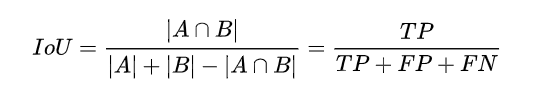 IoU = |A ∩ B| / (|A| + |B| − |A ∩ B|) = TP / (TP + FP + FN)